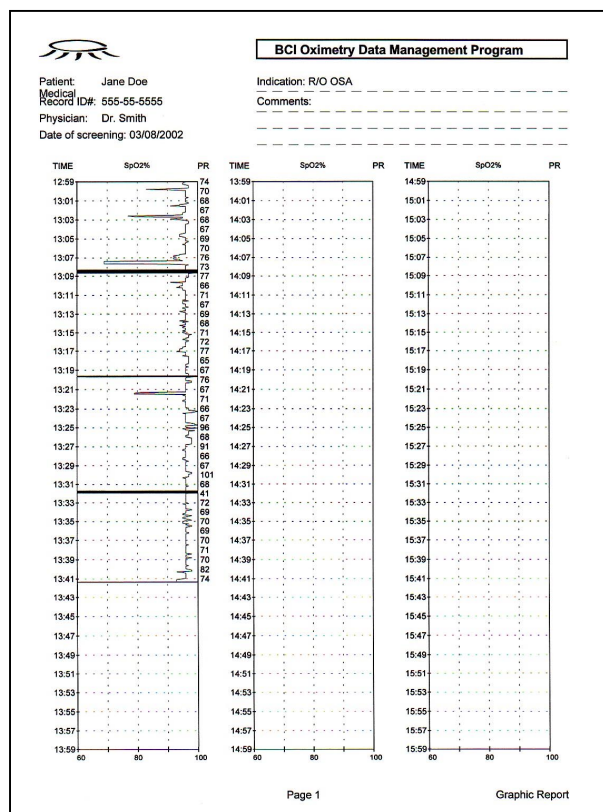 BCI Oximetry Data Management Program
Patient: Jane Doe
Medical
Record ID#: 555-55-5555
Physician: Dr. Smith
Date of screening: 03/08/2002
Indication: R/O OSA
Comments:
TIME SpO2% PR TIME SpO2% PR TIME SpO2% PR
12:59 74 13:59 14:59
70
13:01 68 14:01 15:01
67
13:03 68 14:03 15:03
67
13:05 69 14:05 15:05
70
13:07 76 14:07 15:07
73
13:09 77 14:09 15:09
66
13:11 71 14:11 15:11
67
13:13 69 14:13 15:13
68
13:15 71 14:15 15:15
72
13:17 77 14:17 15:17
65
13:19 67 14:19 15:19
76
13:21 67 14:21 15:21
71
13:23 66 14:23 15:23
67
13:25 96 14:25 15:25
68
13:27 91 14:27 15:27
66
13:29 67 14:29 15:29
101
13:31 68 14:31 15:31
41
13:33 72 14:33 15:33
69
13:35 70 14:35 15:35
69
13:37 70 14:37 15:37
71
13:39 70 14:39 15:39
82
13:41 74 14:41 15:41
13:43 14:43 15:43
13:45 14:45 15:45
13:47 14:47 15:47
13:49 14:49 15:49
13:51 14:51 15:51
13:53 14:53 15:53
13:55 14:55 15:55
13:57 14:57 15:57
13:59 14:59 15:59
60 80 100 60 80 100 60 80 100
Page 1 Graphic Report